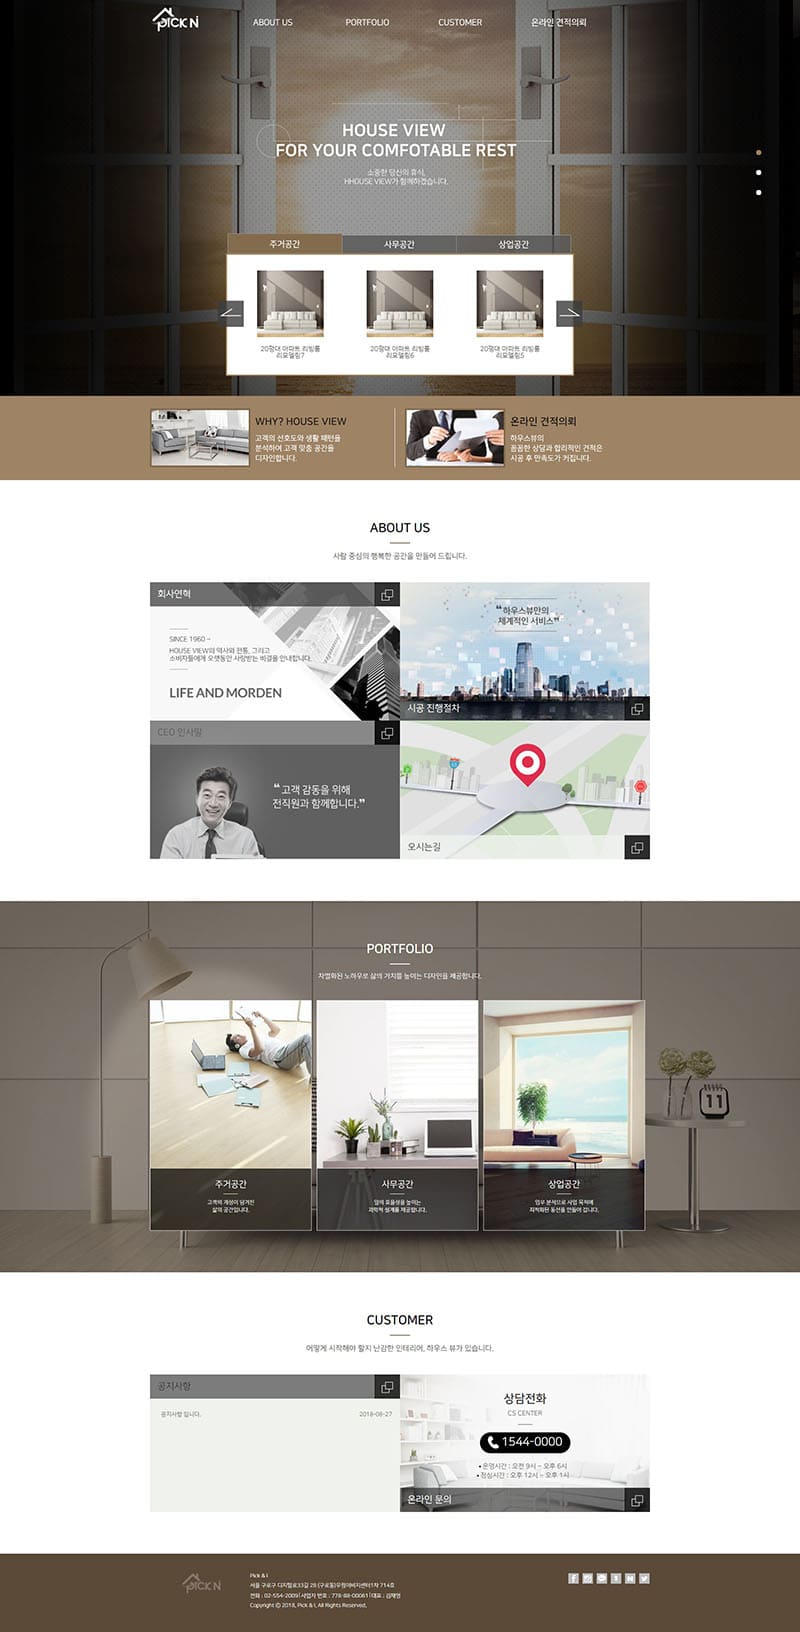 PICK N
ABOUT US
PORTFOLIO
CUSTOMER
온라인 견적의뢰
HOUSE VIEW
FOR YOUR COMFOTABLE REST
소중한 당신의 휴식,
HHOUSE VIEW가 함께하겠습니다.
주거공간
사무공간
상업공간
20평대 아파트 리빙룸
리모델링7
20평대 아파트 리빙룸
리모델링6
20평대 아파트 리빙룸
리모델링5
WHY? HOUSE VIEW
고객의 선호도와 생활 패턴을
분석하여 고객 맞춤 공간을
디자인합니다.
온라인 견적의뢰
하우스뷰의
꼼꼼한 상담과 합리적인 견적은
시공 후 만족도가 커집니다.
ABOUT US
사람 중심의 행복한 공간을 만들어 드립니다.
회사연혁
SINCE 1960 ~
HOUSE VIEW의 역사와 전통, 그리고
소비자들에게 오랫동안 사랑받는 비결을 안내합니다.
LIFE AND MORDEN
❝하우스뷰만의
체계적인 서비스❞
시공 진행절차
CEO 인사말
❝고객 감동을 위해
전직원과 함께합니다.❞
오시는길
PORTFOLIO
차별화된 노하우로 삶의 가치를 높이는 디자인을 제공합니다.
11
주거공간
고객의 개성이 담겨진
삶의 공간입니다.
사무공간
일의 효율성을 높이는
과학적 설계를 제공합니다.
상업공간
업무 분석으로 사업 목적에
최적화된 동선을 만들어 갑니다.
CUSTOMER
어떻게 시작해야 할지 난감한 인테리어, 하우스 뷰가 있습니다.
공지사항
공지사항 입니다.
2018-08-27
상담전화
CS CENTER
1544-0000
• 운영시간 : 오전 9시 ~ 오후 6시
• 점심시간 : 오후 12시 ~ 오후 1시
온라인 문의
PICK N
Pick & i
서울 구로구 디지털로33길 28 (구로동)우림이비지센터1차 714호
전화 : 02-554-2009 | 사업자 번호 : 778-88-00061 | 대표 : 김재영
Copyright ⓒ 2018, Pick & i, All Rights Reserved.